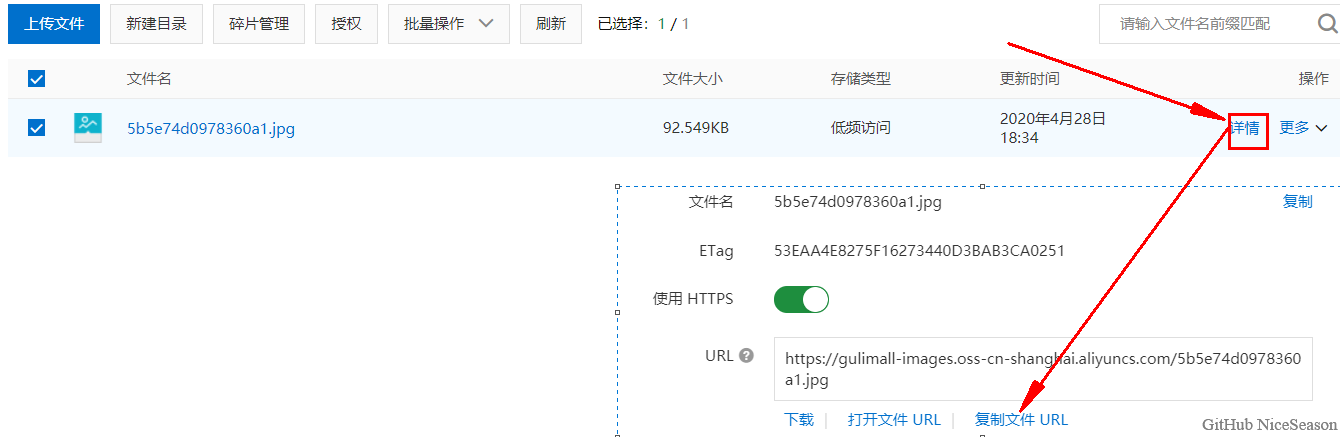 上传文件 新建目录 碎片管理 授权 批量操作 刷新 已选择：1 / 1 请输入文件名前缀匹配
文件名 文件大小 存储类型 更新时间 操作
5b5e74d0978360a1.jpg 92.549KB 低频访问 2020年4月28日 详情 更多
18:34
文件名 5b5e74d0978360a1.jpg 复制
ETag 53EAA4E8275F16273440D3BAB3CA0251
使用 HTTPS
URL ? https://gulimall-images.oss-cn-shanghai.aliyuncs.com/5b5e74d0978360
a1.jpg
下载 打开文件 URL 复制文件 URL
GitHub NiceSeason